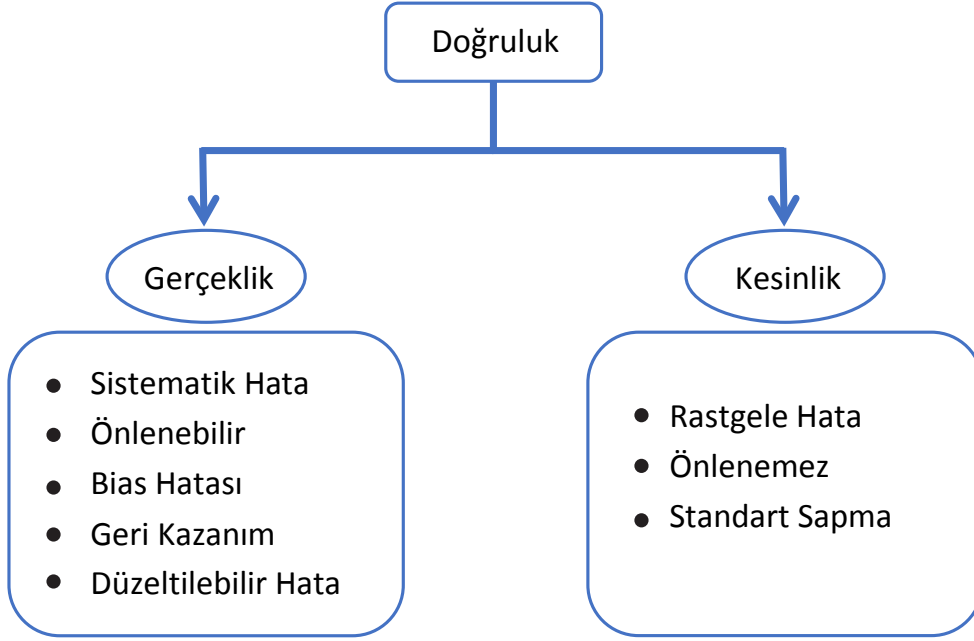 Doğruluk
Gerçeklik
Kesinlik
• Sistematik Hata
• Önlenebilir
• Bias Hatası
• Geri Kazanım
• Düzeltilebilir Hata
• Rastgele Hata
• Önlenemez
• Standart Sapma